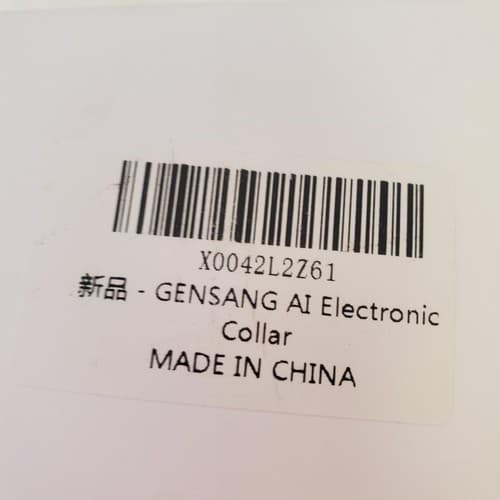 X0042L2Z61
新品 - GENSANG AI Electronic
Collar
MADE IN CHINA